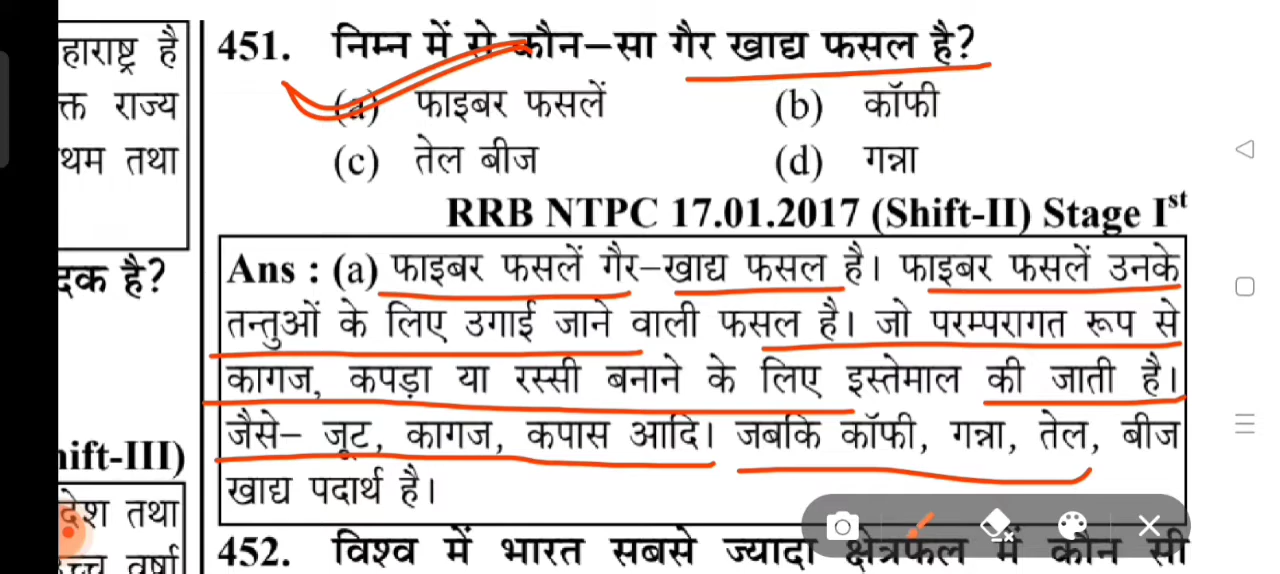 हाराष्ट्र है
क्त राज्य
थम तथा
दक है?
hift-III)
देश तथा
वर्षा
451. निम्न में से कौन–सा गैर खाद्य फसल है?
(a) फाइबर फसलें (b) कॉफी
(c) तेल बीज (d) गन्ना
RRB NTPC 17.01.2017 (Shift-II) Stage Ist
Ans : (a) फाइबर फसलें गैर–खाद्य फसल है। फाइबर फसलें उनके
तन्तुओं के लिए उगाई जाने वाली फसल है। जो परम्परागत रूप से
कागज, कपड़ा या रस्सी बनाने के लिए इस्तेमाल की जाती है।
जैसे– जूट, कागज, कपास आदि। जबकि कॉफी, गन्ना, तेल, बीज
खाद्य पदार्थ है।
452. विश्व में भारत सबसे ज्यादा क्षेत्रफल में कौन सी